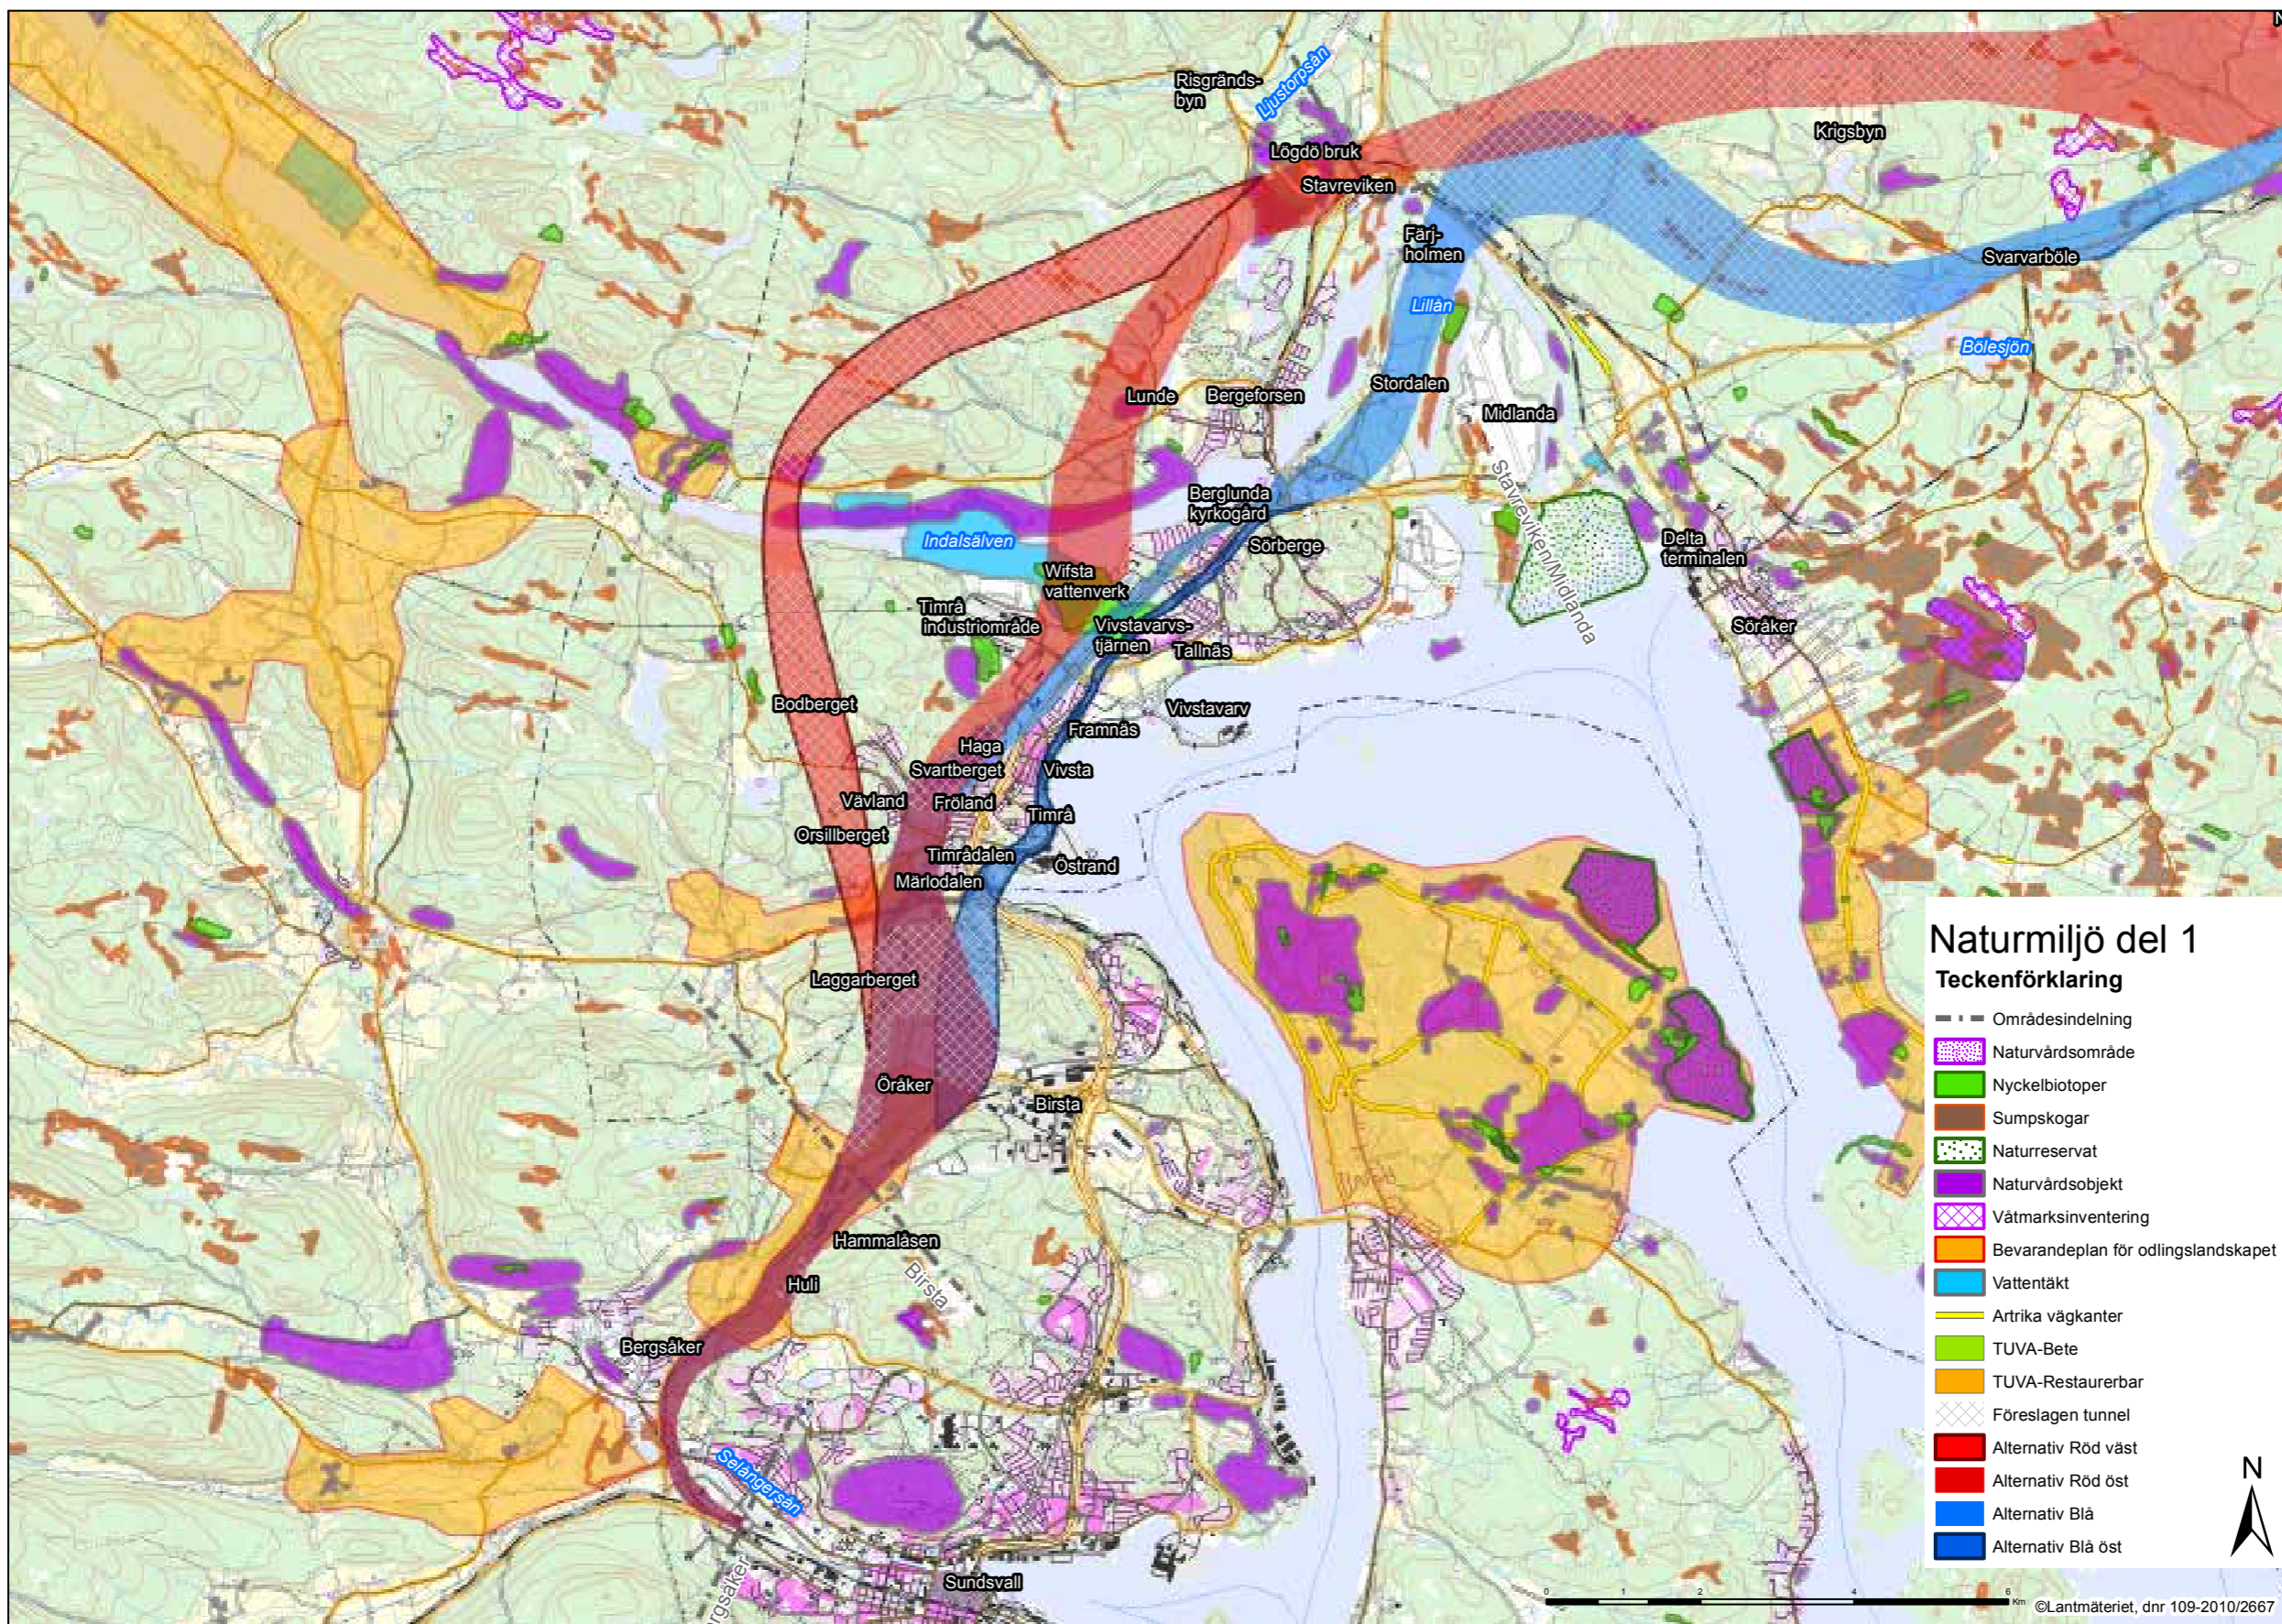 N
Risgränds-
byn
Ljustorpsån
Lögdö bruk
Stavreviken
Krigsbyn
Färj-
holmen
Svarvarböle
Lillån
Bölesjön
Lunde
Bergeforsen
Stordalen
Midlanda
Berglunda
kyrkogård
Stavreviken/Midlanda
Indalsälven
Sörberge
Delta
terminalen
Wifsta
vattenverk
Timrå
industriområde
Vivstavarvs-
tjärnen
Tallnäs
Söråker
Bodberget
Vivstavarv
Framnäs
Haga
Svartberget
Vivsta
Vävland
Fröland
Timrå
Orsillberget
Timrådalen
Östrand
Märlodalen
Laggarberget
Öråker
Birsta
Hammalåsen
Huli
Birsta
Bergsåker
Selångersån
Sundsvall
rgsåker
Naturmiljö del 1
Teckenförklaring
Områdesindelning
Naturvårdsområde
Nyckelbiotoper
Sumpskogar
Naturreservat
Naturvårdsobjekt
Våtmarksinventering
Bevarandeplan för odlingslandskapet
Vattentäkt
Artrika vägkanter
TUVA-Bete
TUVA-Restaurerbar
Föreslagen tunnel
Alternativ Röd väst
Alternativ Röd öst
Alternativ Blå
Alternativ Blå öst
N
0 1 2 4 6
Km
©Lantmäteriet, dnr 109-2010/2667